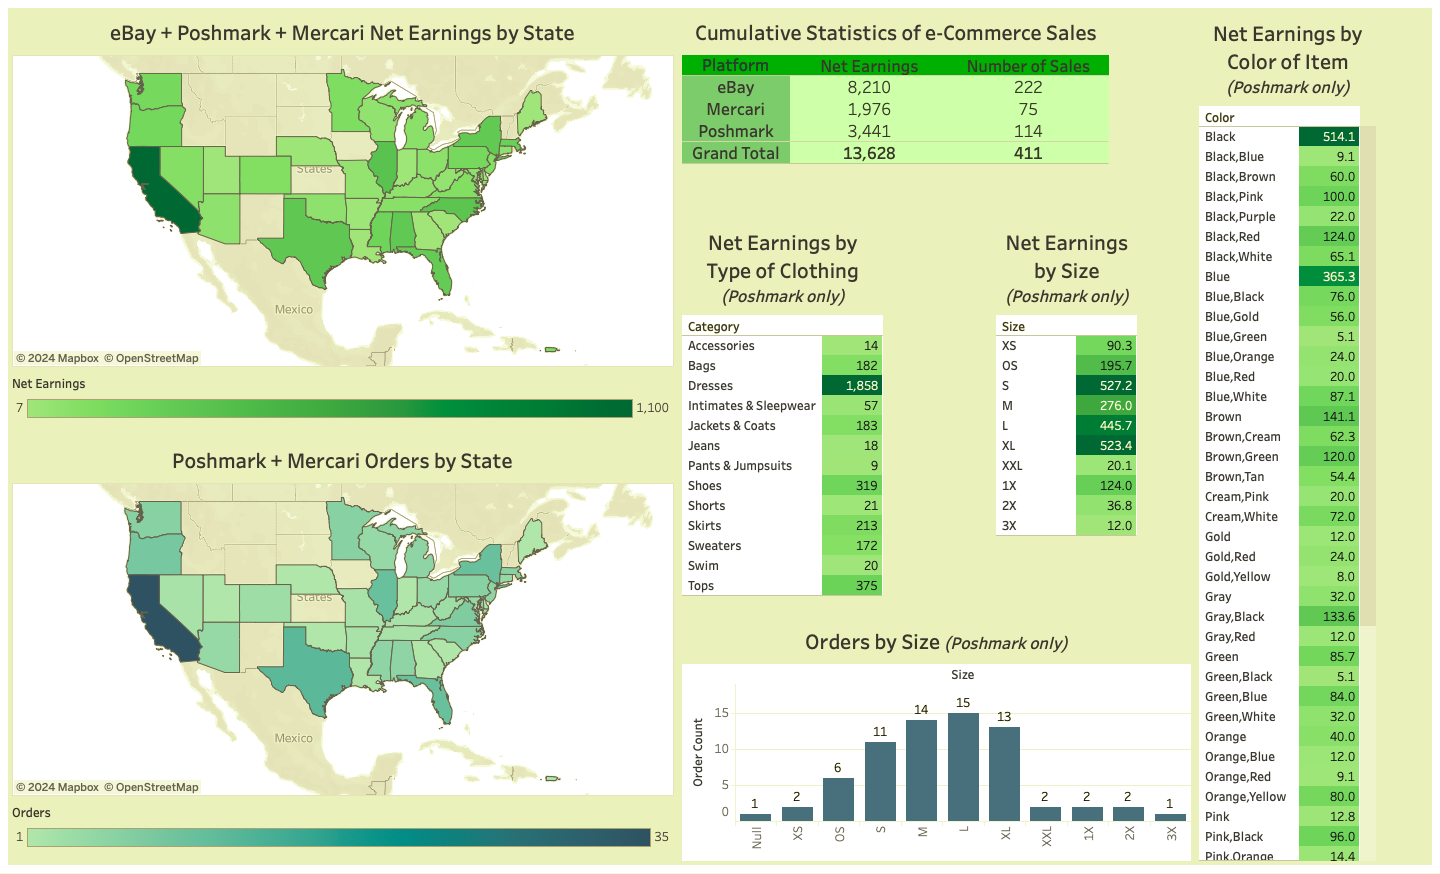 eBay + Poshmark + Mercari Net Earnings by State
States
Mexico
© 2024 Mapbox © OpenStreetMap
Net Earnings
7 1,100
Poshmark + Mercari Orders by State
States
Mexico
© 2024 Mapbox © OpenStreetMap
Orders
1 35
Cumulative Statistics of e-Commerce Sales
Platform Net Earnings Number of Sales
eBay 8,210 222
Mercari 1,976 75
Poshmark 3,441 114
Grand Total 13,628 411
Net Earnings by
Type of Clothing
(Poshmark only)
Category
Accessories 14
Bags 182
Dresses 1,858
Intimates & Sleepwear 57
Jackets & Coats 183
Jeans 18
Pants & Jumpsuits 9
Shoes 319
Shorts 21
Skirts 213
Sweaters 172
Swim 20
Tops 375
Net Earnings
by Size
(Poshmark only)
Size
XS 90.3
OS 195.7
S 527.2
M 276.0
L 445.7
XL 523.4
XXL 20.1
1X 124.0
2X 36.8
3X 12.0
Orders by Size (Poshmark only)
Size
Order Count
15
10
5
0
1 2 6 11 14 15 13 2 2 2 1
Null XS OS S M L XL XXL 1X 2X 3X
Net Earnings by
Color of Item
(Poshmark only)
Color
Black 514.1
Black,Blue 9.1
Black,Brown 60.0
Black,Pink 100.0
Black,Purple 22.0
Black,Red 124.0
Black,White 65.1
Blue 365.3
Blue,Black 76.0
Blue,Gold 56.0
Blue,Green 5.1
Blue,Orange 24.0
Blue,Red 20.0
Blue,White 87.1
Brown 141.1
Brown,Cream 62.3
Brown,Green 120.0
Brown,Tan 54.4
Cream,Pink 20.0
Cream,White 72.0
Gold 12.0
Gold,Red 24.0
Gold,Yellow 8.0
Gray 32.0
Gray,Black 133.6
Gray,Red 12.0
Green 85.7
Green,Black 5.1
Green,Blue 84.0
Green,White 32.0
Orange 40.0
Orange,Blue 12.0
Orange,Red 9.1
Orange,Yellow 80.0
Pink 12.8
Pink,Black 96.0
Pink,Orange 14.4